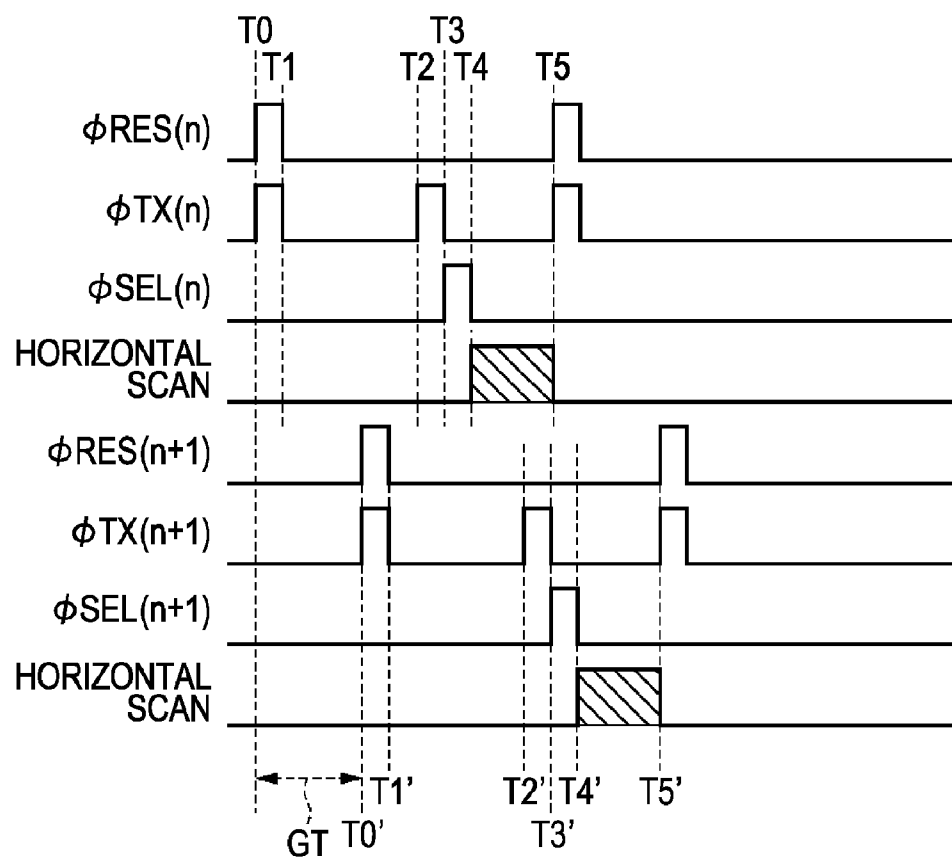 T0
T3
T1
T2
T4
T5
ϕRES(n)
ϕTX(n)
ϕSEL(n)
HORIZONTAL
SCAN
ϕRES(n+1)
ϕTX(n+1)
ϕSEL(n+1)
HORIZONTAL
SCAN
T1'
T2'
T4'
T5'
GT
T0'
T3'